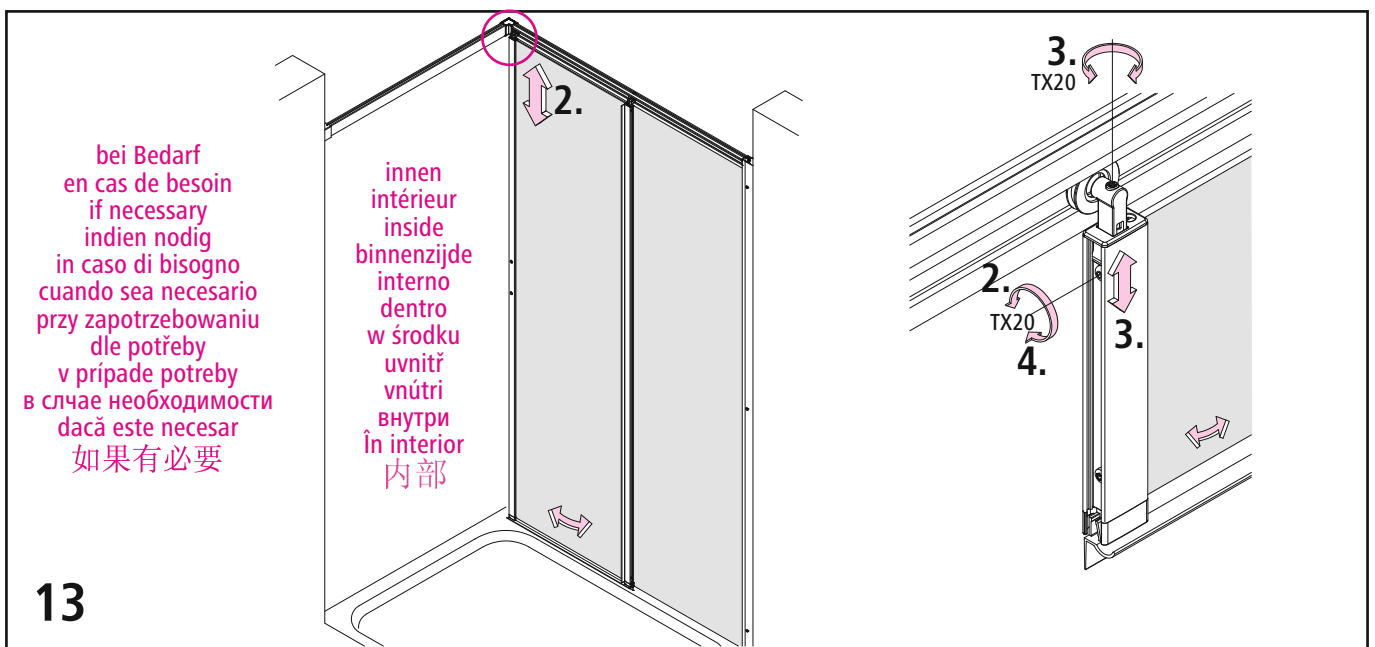 bei Bedarf
en cas de besoin
if necessary
indien nodig
in caso di bisogno
cuando sea necesario
przy zapotrzebowaniu
dle potřeby
v prípade potreby
в слчае необходимости
dacă este necesar
如果有必要
innen
intérieur
inside
binnenzijde
interno
dentro
w środku
uvnitř
vnútri
внутри
În interior
内部
2.
3.
TX20
2.
TX20
4.
3.
13